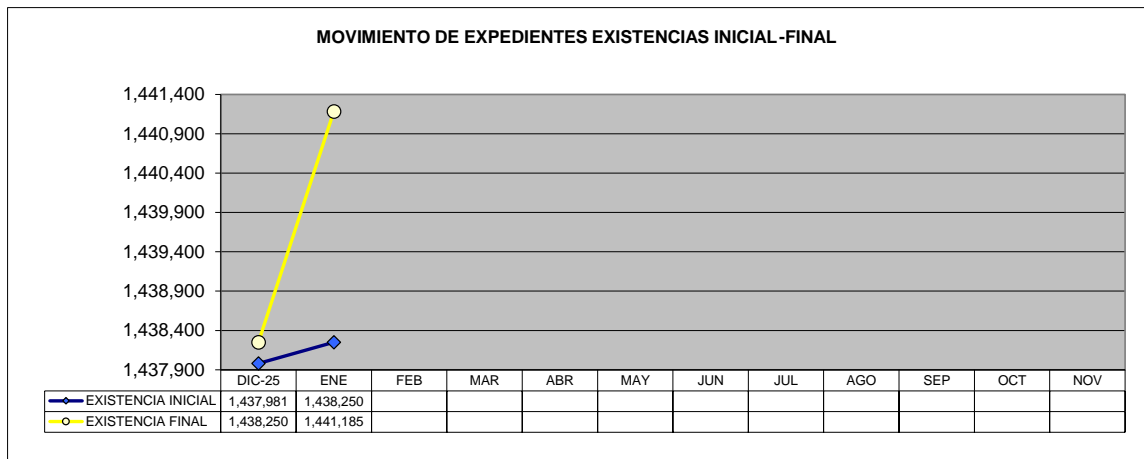 MOVIMIENTO DE EXPEDIENTES EXISTENCIAS INICIAL-FINAL
1,441,400
1,440,900
1,440,400
1,439,900
1,439,400
1,438,900
1,438,400
1,437,900
DIC-25 ENE FEB MAR ABR MAY JUN JUL AGO SEP OCT NOV
EXISTENCIA INICIAL 1,437,981 1,438,250
EXISTENCIA FINAL 1,438,250 1,441,185